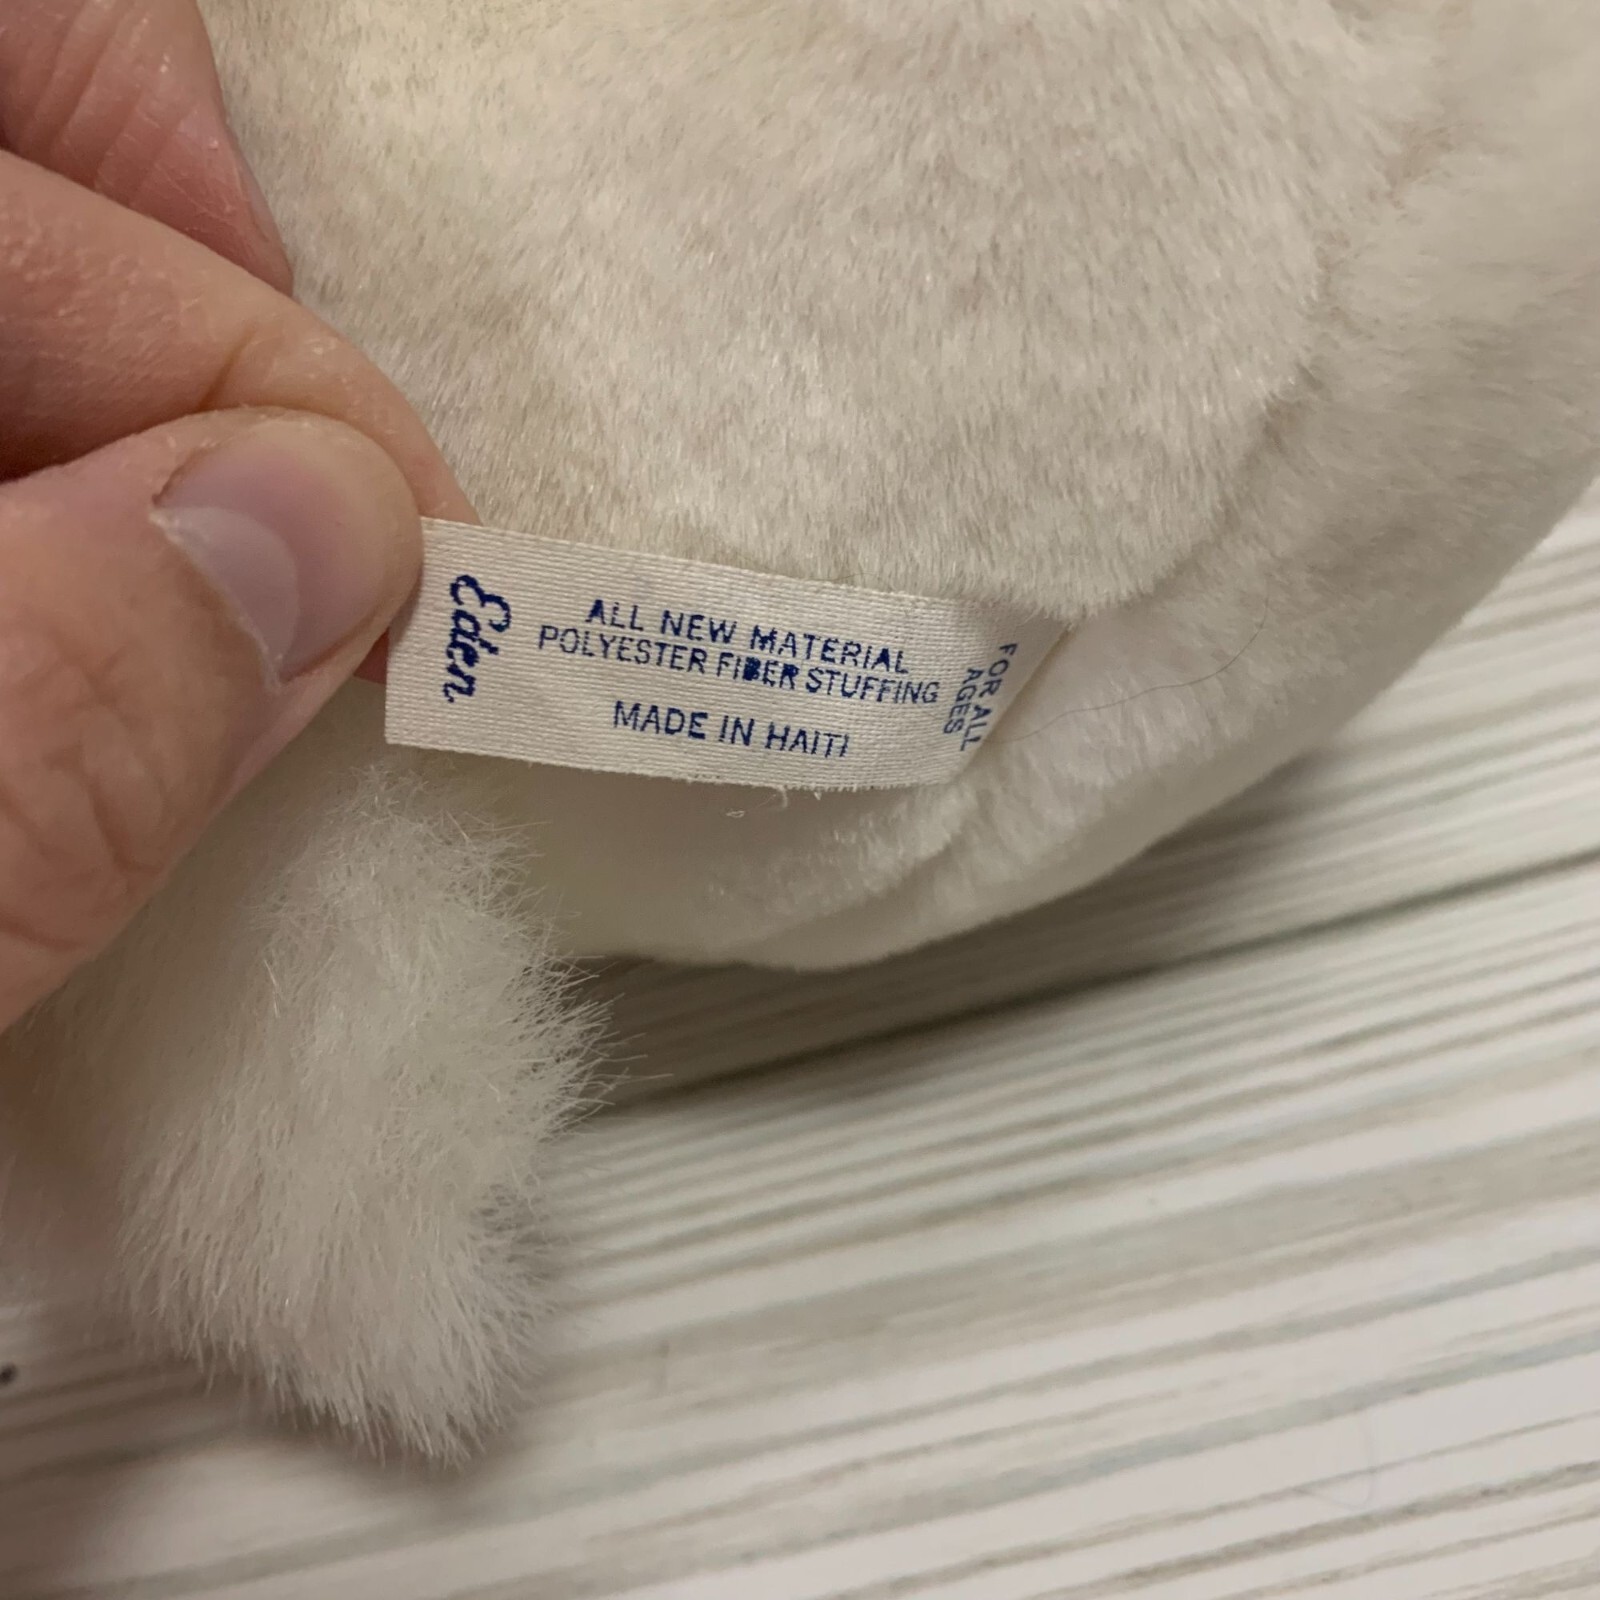 Eden
ALL NEW MATERIAL
POLYESTER FIBER STUFFING
MADE IN HAITI
FOR ALL
AGES